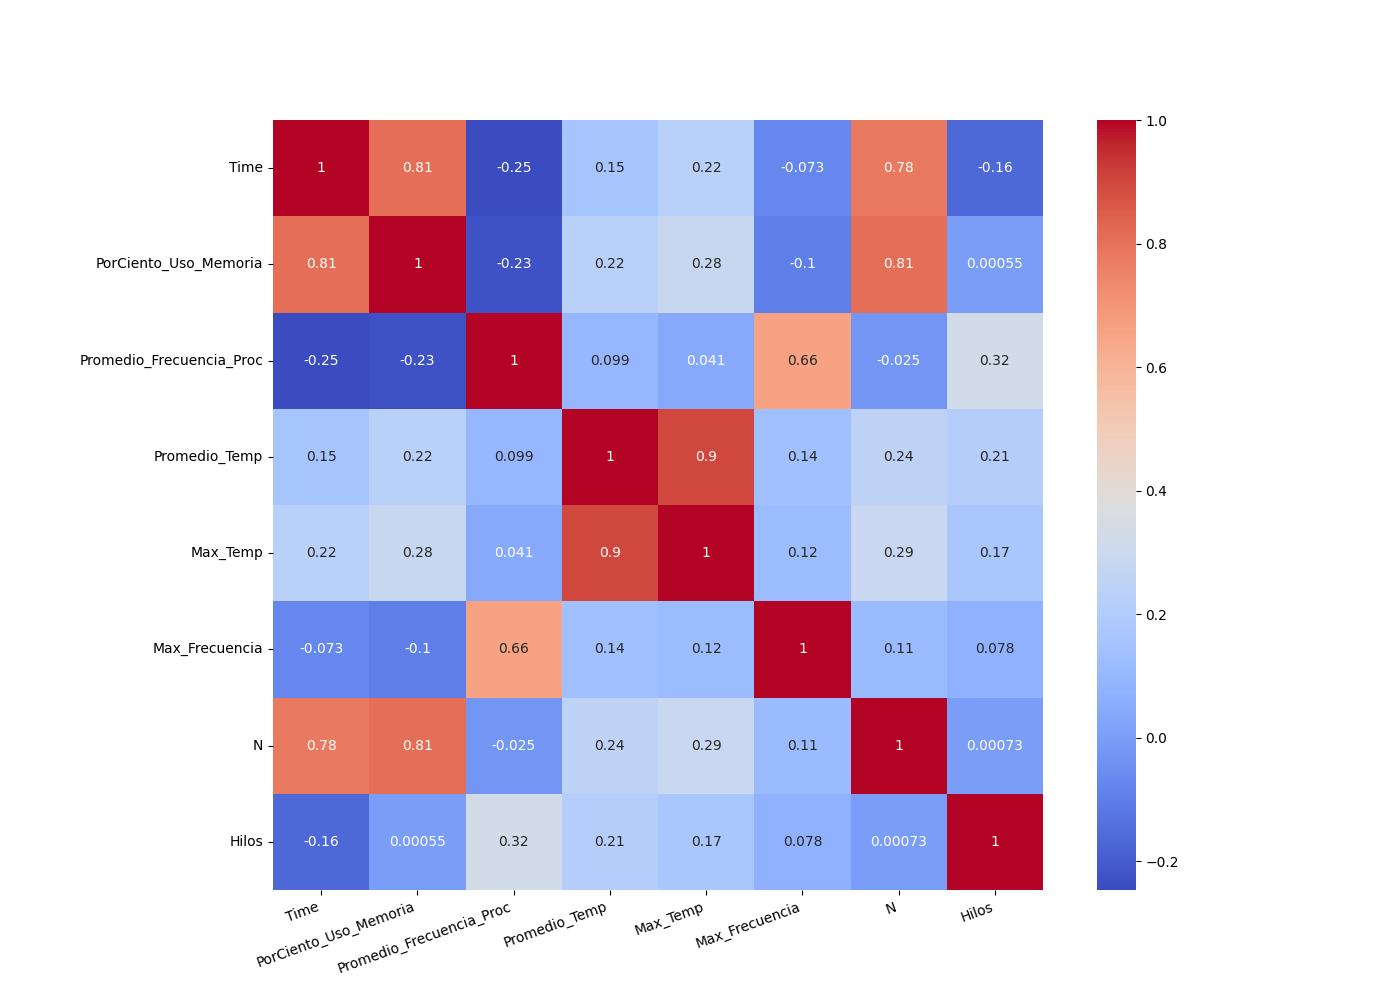 Time 1 0.81 -0.25 0.15 0.22 -0.073 0.78 -0.16
PorCiento_Uso_Memoria 0.81 1 -0.23 0.22 0.28 -0.1 0.81 0.00055
Promedio_Frecuencia_Proc -0.25 -0.23 1 0.099 0.041 0.66 -0.025 0.32
Promedio_Temp 0.15 0.22 0.099 1 0.9 0.14 0.24 0.21
Max_Temp 0.22 0.28 0.041 0.9 1 0.12 0.29 0.17
Max_Frecuencia -0.073 -0.1 0.66 0.14 0.12 1 0.11 0.078
N 0.78 0.81 -0.025 0.24 0.29 0.11 1 0.00073
Hilos -0.16 0.00055 0.32 0.21 0.17 0.078 0.00073 1
Time
PorCiento_Uso_Memoria
Promedio_Frecuencia_Proc
Promedio_Temp
Max_Temp
Max_Frecuencia
N
Hilos
1.0
0.8
0.6
0.4
0.2
0.0
−0.2